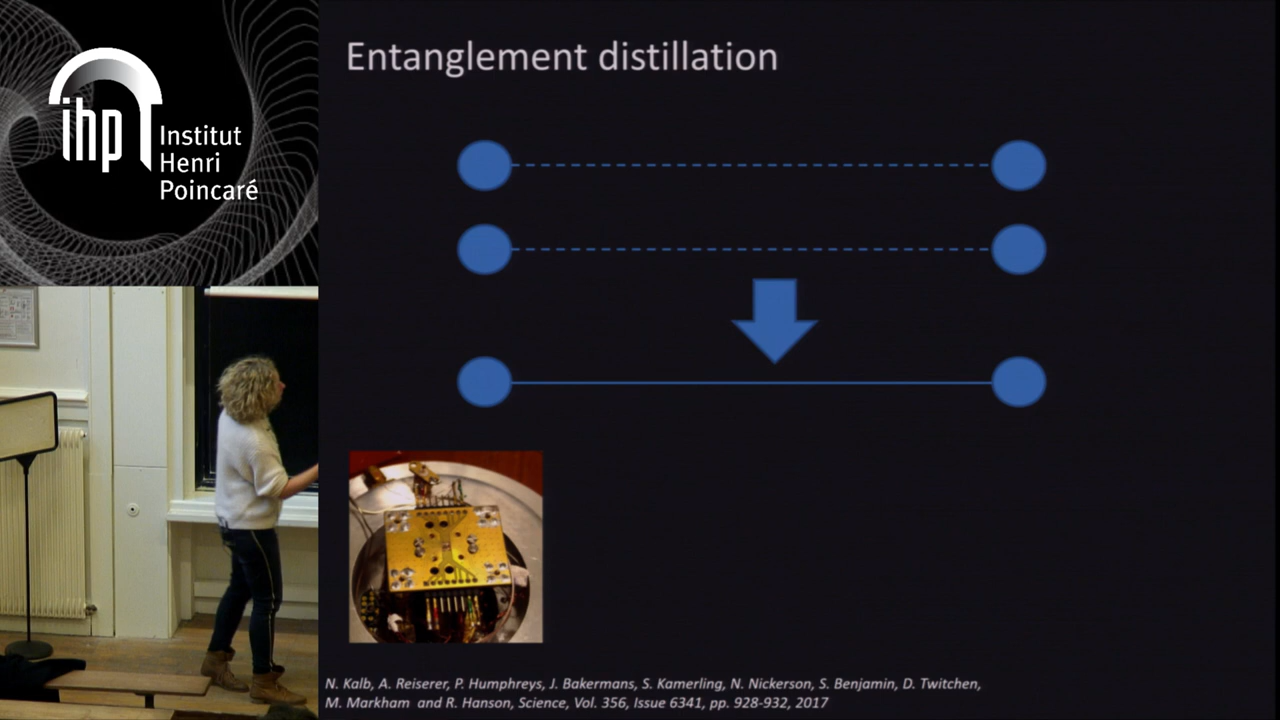 ihp
Institut
Henri
Poincaré
Entanglement distillation
N. Kalb, A. Reiserer, P. Humphreys, J. Bakermans, S. Kamerling, N. Nickerson, S. Benjamin, D. Twitchen,
M. Markham and R. Hanson, Science, Vol. 356, Issue 6341, pp. 928-932, 2017